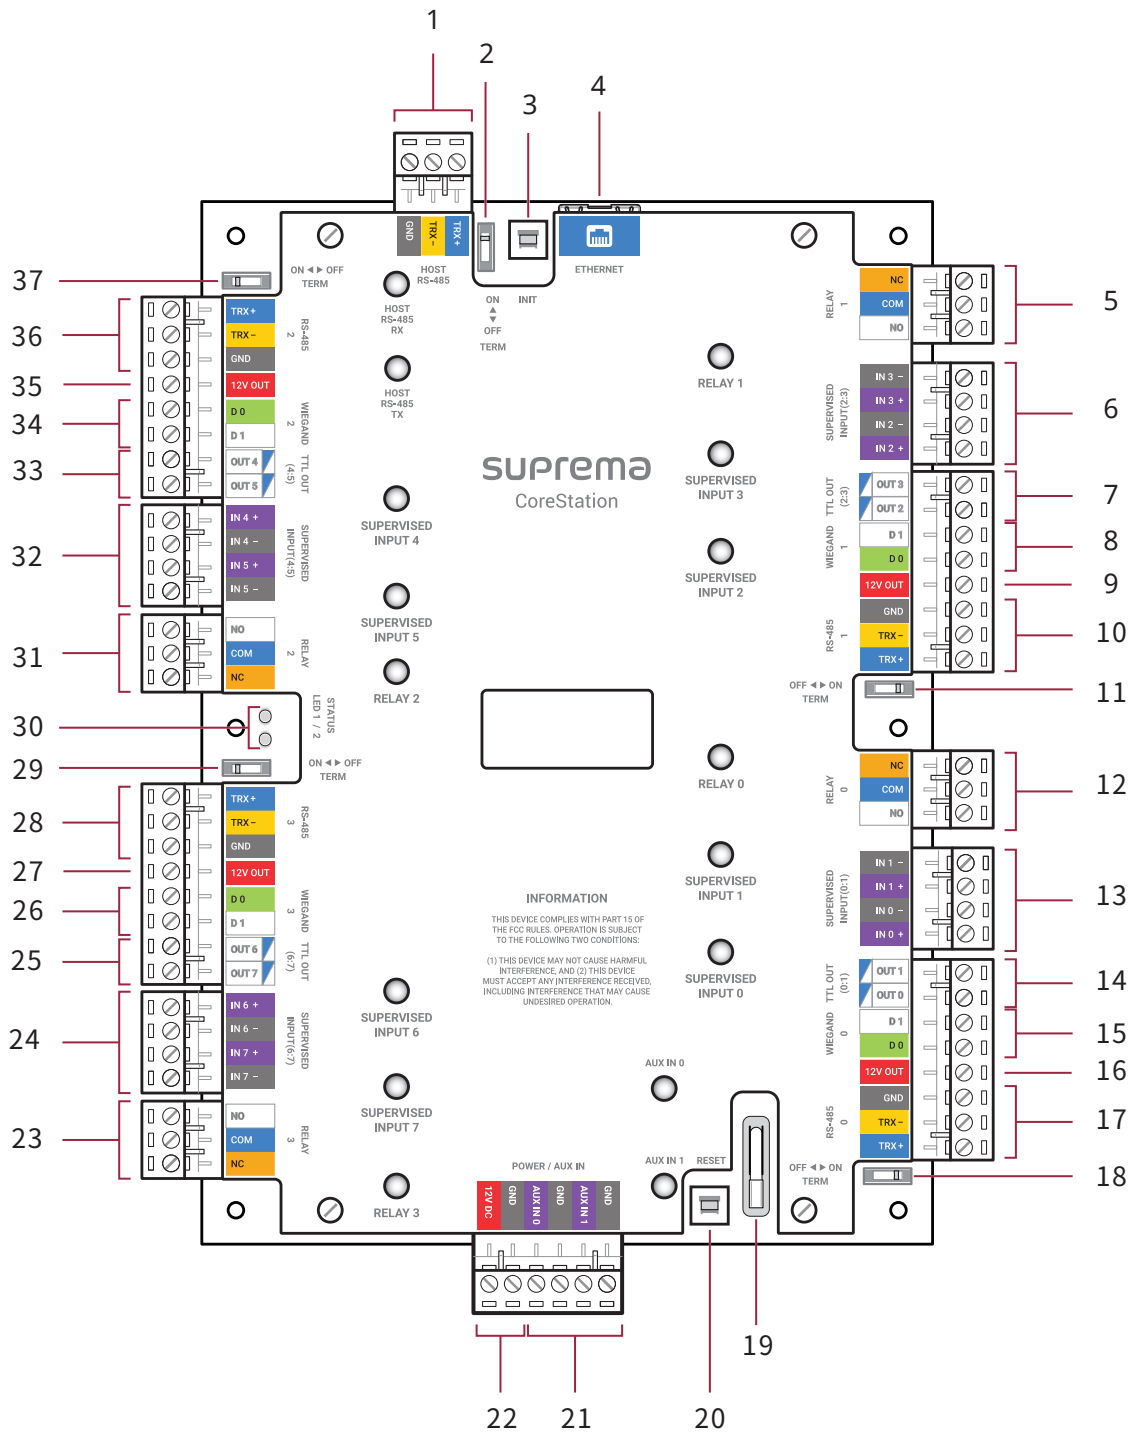 1
2
3
4
GND
TRX -
TRX +
HOST
RS-485
ETHERNET
ON
OFF
TERM
INIT
HOST
RS-485
RX
HOST
RS-485
TX
37
ON ◄ ► OFF
TERM
36
TRX +
TRX -
GND
RS-485
2
35
12V OUT
34
D 0
D 1
WIEGAND
2
33
OUT 4
OUT 5
TTL OUT
(4:5)
32
IN 4 +
IN 4 -
IN 5 +
IN 5 -
SUPERVISED
INPUT(4:5)
31
NO
COM
NC
RELAY
2
30
STATUS
LED 1 / 2
29
ON ◄ ► OFF
TERM
28
TRX +
TRX -
GND
RS-485
3
27
12V OUT
26
D 0
D 1
WIEGAND
3
25
OUT 6
OUT 7
TTL OUT
(6:7)
24
IN 6 +
IN 6 -
IN 7 +
IN 7 -
SUPERVISED
INPUT(6:7)
23
NO
COM
NC
RELAY
3
suprema
CoreStation
SUPERVISED
INPUT 4
SUPERVISED
INPUT 5
RELAY 2
SUPERVISED
INPUT 6
SUPERVISED
INPUT 7
RELAY 3
RELAY 1
SUPERVISED
INPUT 3
SUPERVISED
INPUT 2
RELAY 0
SUPERVISED
INPUT 1
SUPERVISED
INPUT 0
INFORMATION
THIS DEVICE COMPLIES WITH PART 15 OF
THE FCC RULES. OPERATION IS SUBJECT
TO THE FOLLOWING TWO CONDITIONS:
(1) THIS DEVICE MAY NOT CAUSE HARMFUL
INTERFERENCE, AND (2) THIS DEVICE
MUST ACCEPT ANY INTERFERENCE RECEIVED,
INCLUDING INTERFERENCE THAT MAY CAUSE
UNDESIRED OPERATION.
AUX IN 0
AUX IN 1
RESET
POWER / AUX IN
12V DC
GND
AUX IN 0
GND
AUX IN 1
GND
RELAY
1
NC
COM
NO
5
SUPERVISED
INPUT(2:3)
IN 3 -
IN 3 +
IN 2 -
IN 2 +
6
TTL OUT
(2:3)
OUT 3
OUT 2
7
WIEGAND
1
D 1
D 0
8
12V OUT
9
RS-485
1
GND
TRX -
TRX +
10
OFF ◄ ► ON
TERM
11
RELAY
0
NC
COM
NO
12
SUPERVISED
INPUT(0:1)
IN 1 -
IN 1 +
IN 0 -
IN 0 +
13
TTL OUT
(0:1)
OUT 1
OUT 0
14
WIEGAND
0
D 1
D 0
15
12V OUT
16
RS-485
0
GND
TRX -
TRX +
17
OFF ◄ ► ON
TERM
18
19
20
21
22